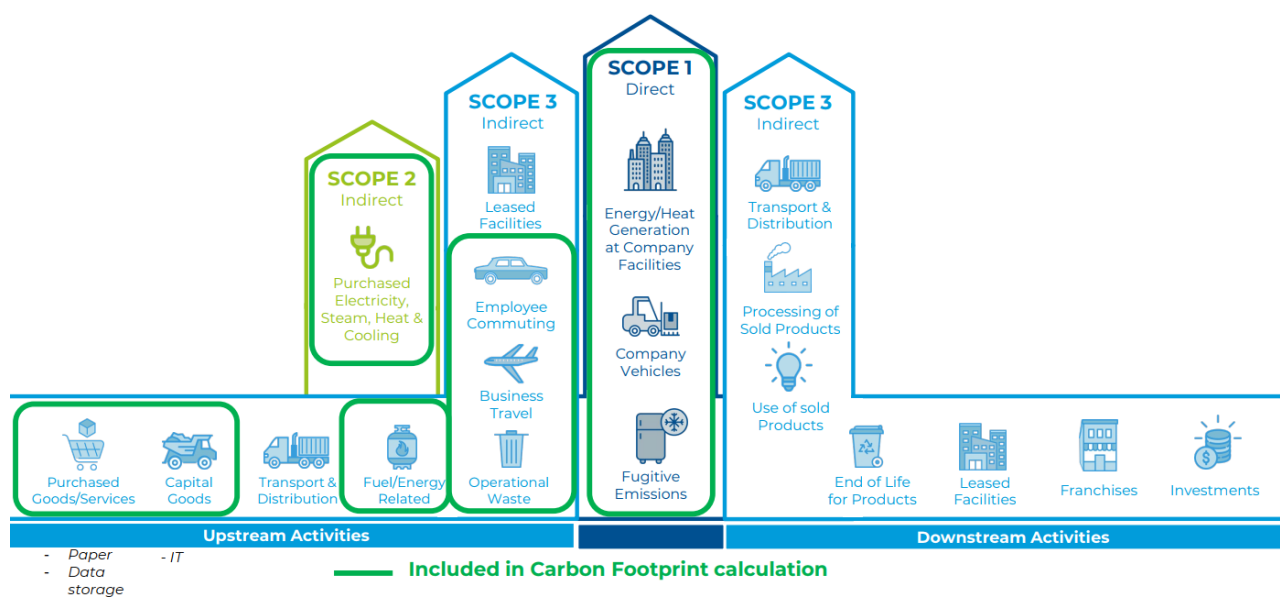 SCOPE 1
Direct
Energy/Heat
Generation
at Company
Facilities
Company
Vehicles
Fugitive
Emissions
SCOPE 2
Indirect
Purchased
Electricity,
Steam, Heat &
Cooling
SCOPE 3
Indirect
Leased
Facilities
Employee
Commuting
Business
Travel
Operational
Waste
SCOPE 3
Indirect
Transport &
Distribution
Processing of
Sold Products
Use of sold
Products
Purchased
Goods/Services
Capital
Goods
Transport &
Distribution
Fuel/Energy
Related
End of Life
for Products
Leased
Facilities
Franchises
Investments
Upstream Activities
Downstream Activities
- Paper
- Data
storage
- IT
Included in Carbon Footprint calculation